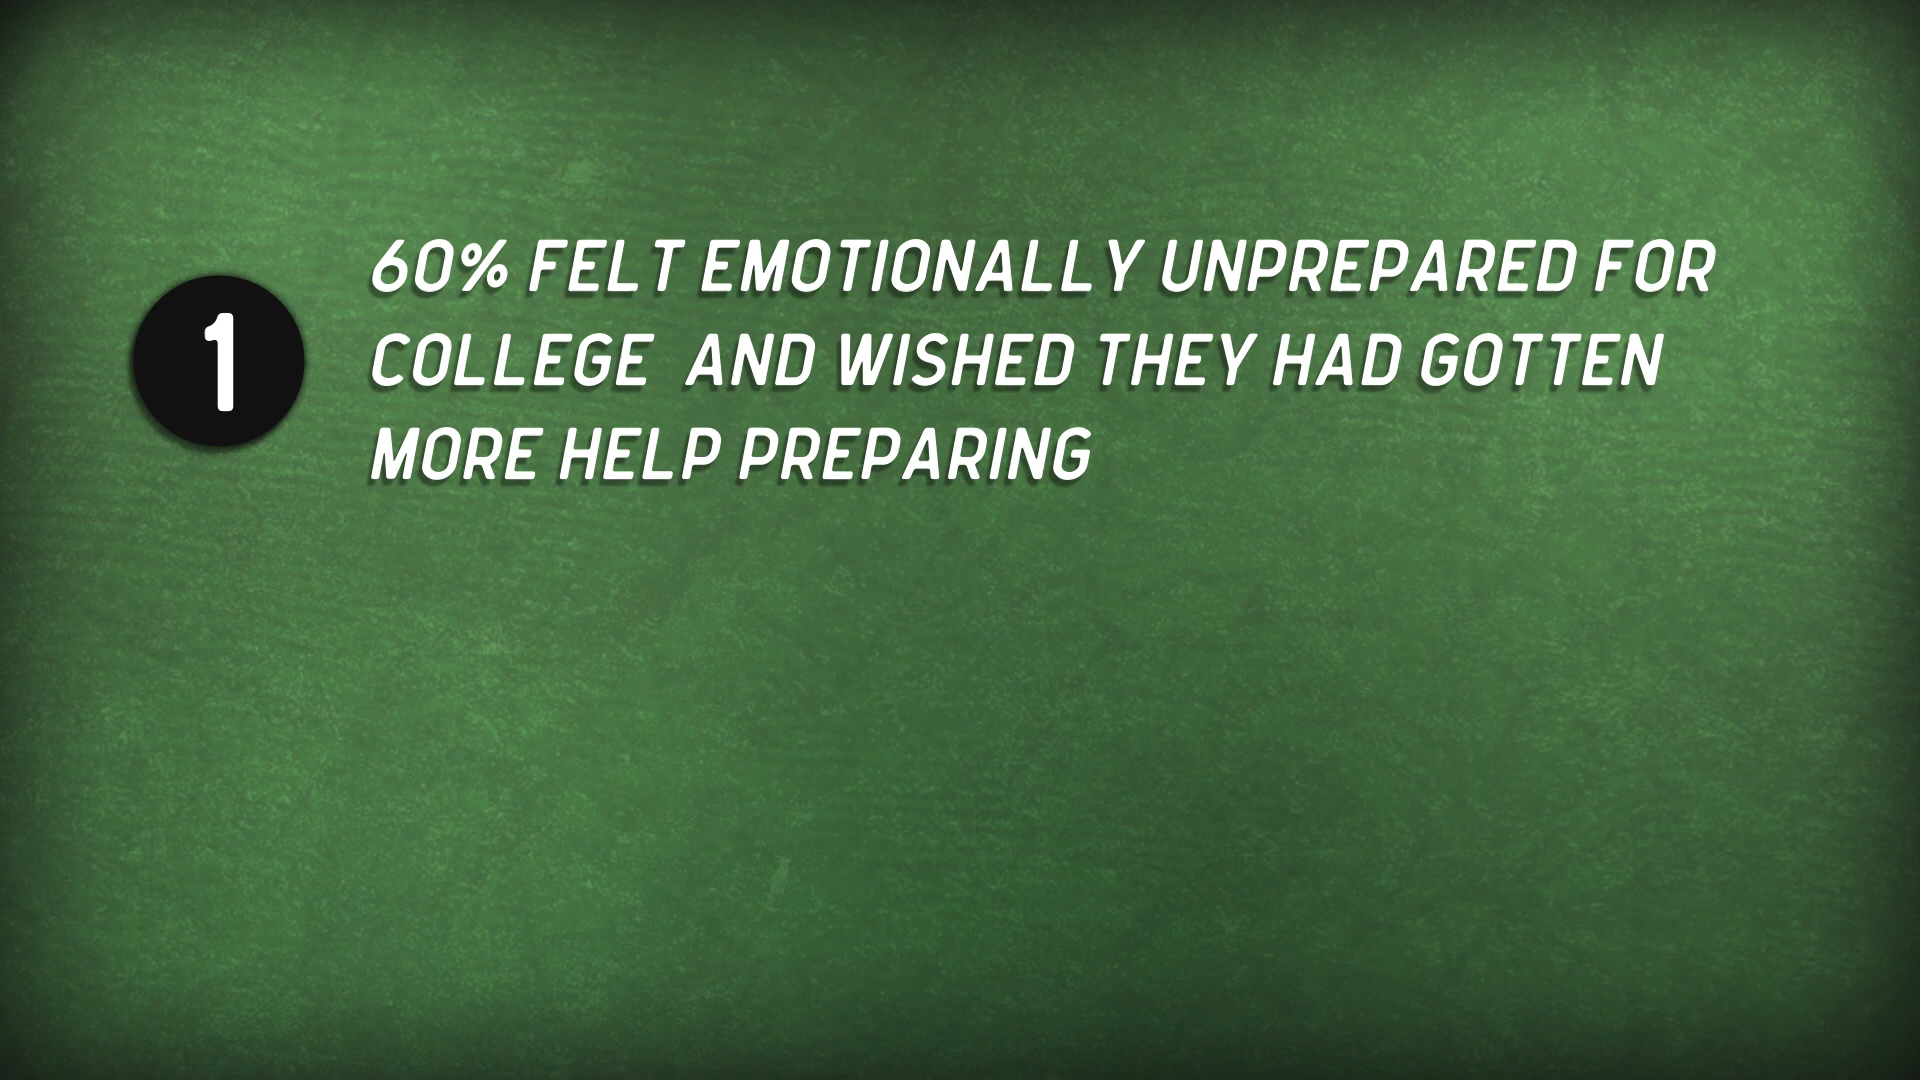 1
60% FELT EMOTIONALLY UNPREPARED FOR
COLLEGE  AND WISHED THEY HAD GOTTEN
MORE HELP PREPARING